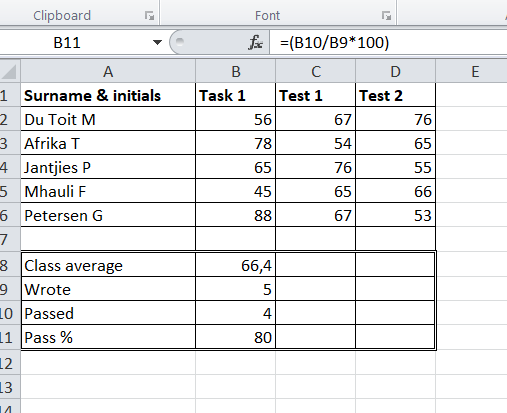 Clipboard Font
B11 fx =(B10/B9*100)
A B C D E
1 Surname & initials Task 1 Test 1 Test 2
2 Du Toit M 56 67 76
3 Afrika T 78 54 65
4 Jantjies P 65 76 55
5 Mhauli F 45 65 66
6 Petersen G 88 67 53
7
8 Class average 66,4
9 Wrote 5
10 Passed 4
11 Pass % 80
12
13
14